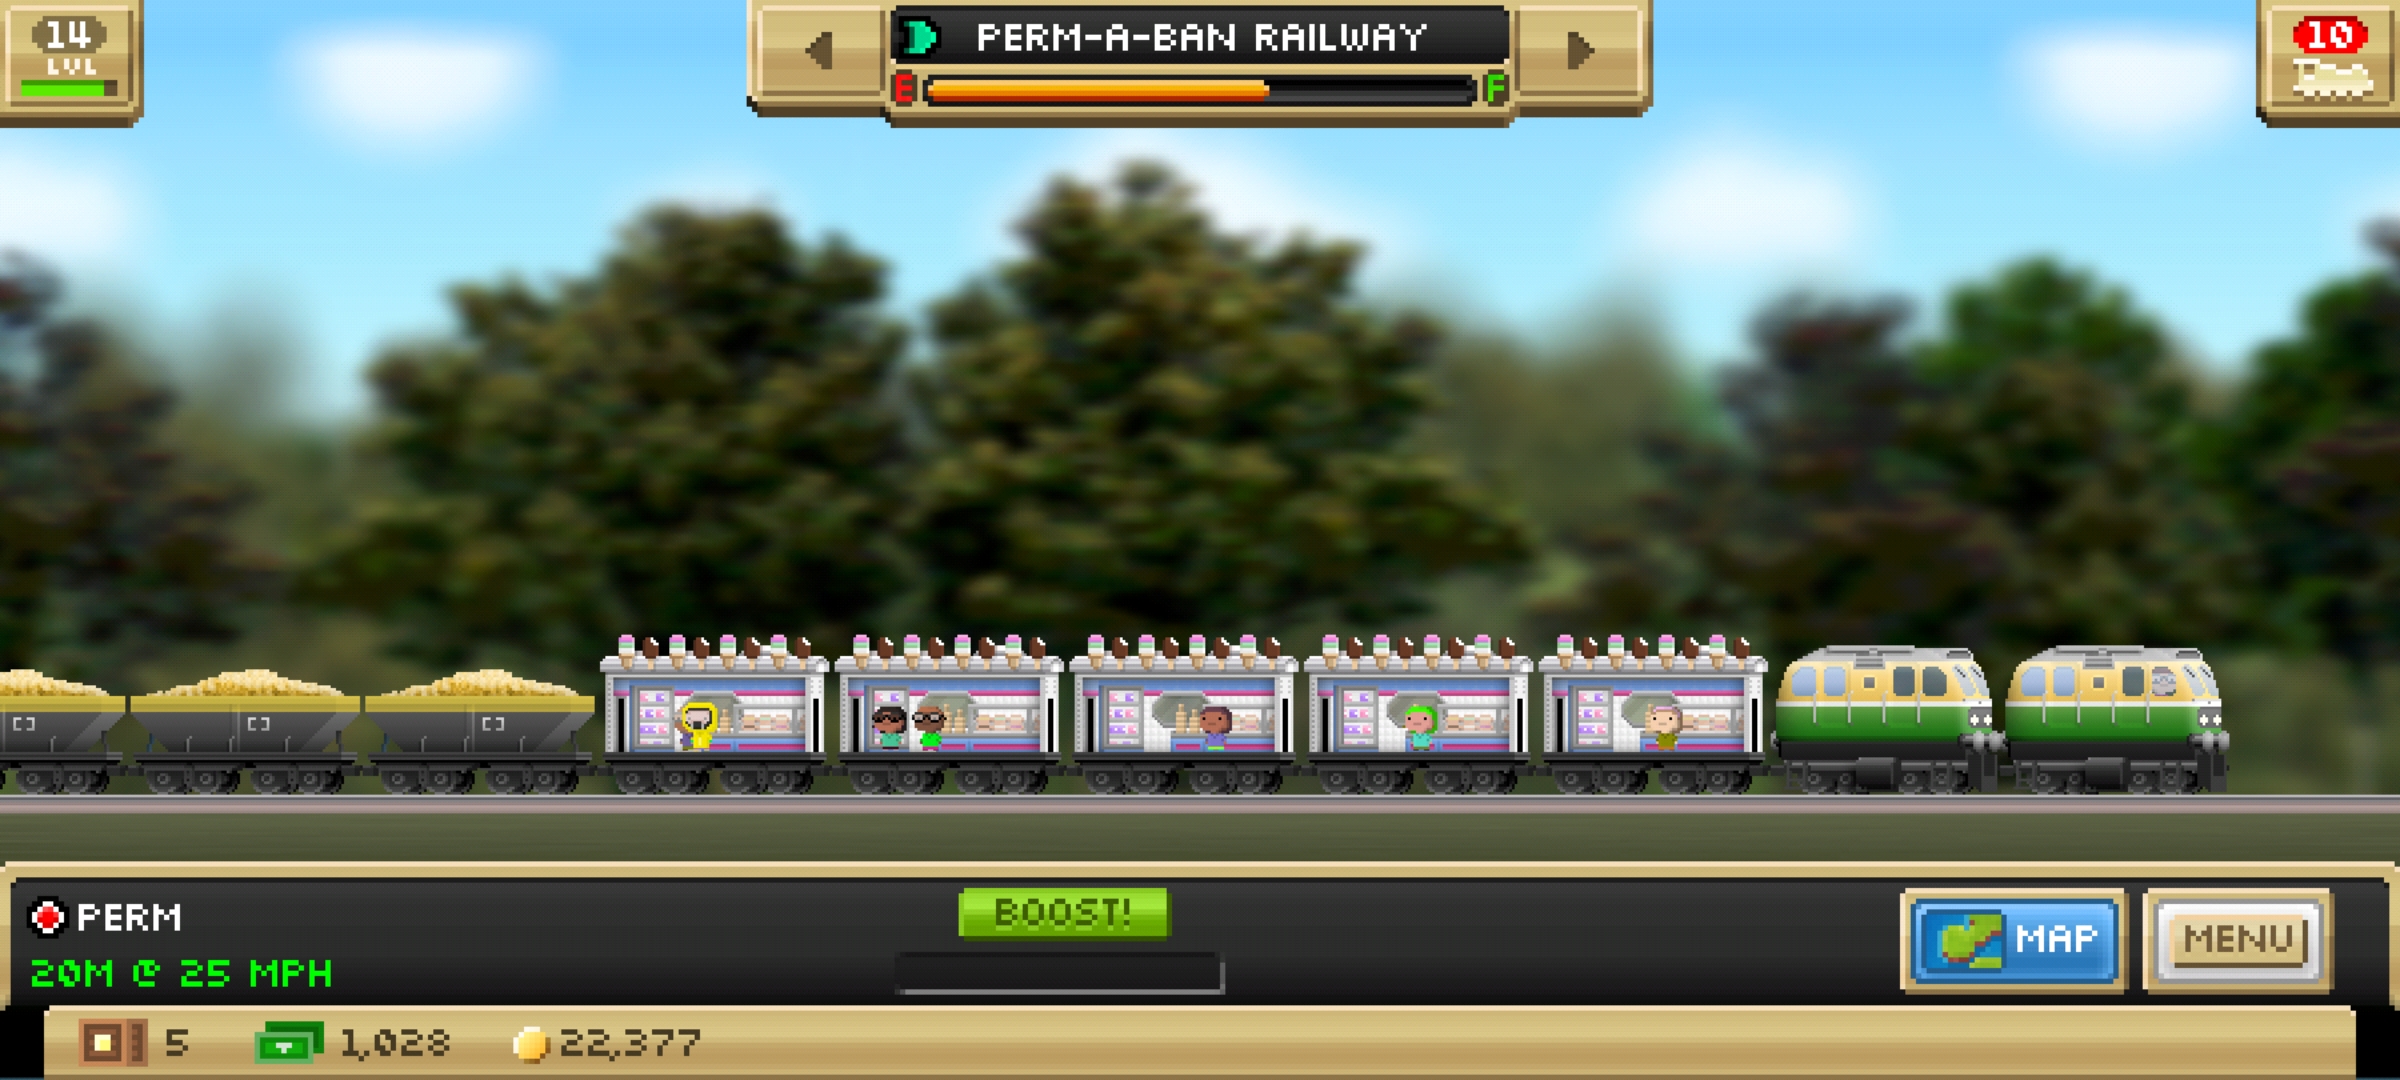 14
LVL
PERM-A-BAN RAILWAY
E F
10
PERM
20M @ 25 MPH
BOOST!
MAP
MENU
5
1,028
22,377